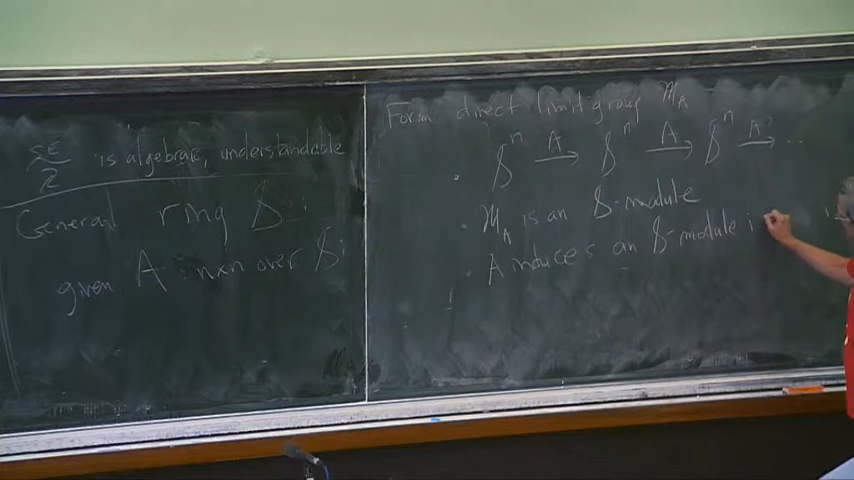 SE
Z
is algebraic, understandable
General ring S :
given A n×n over S :
Form direct limit group M_A
S^n A→ S^n A→ S^n A→ ...
. M_A is an S-module
. A induces an S-module i